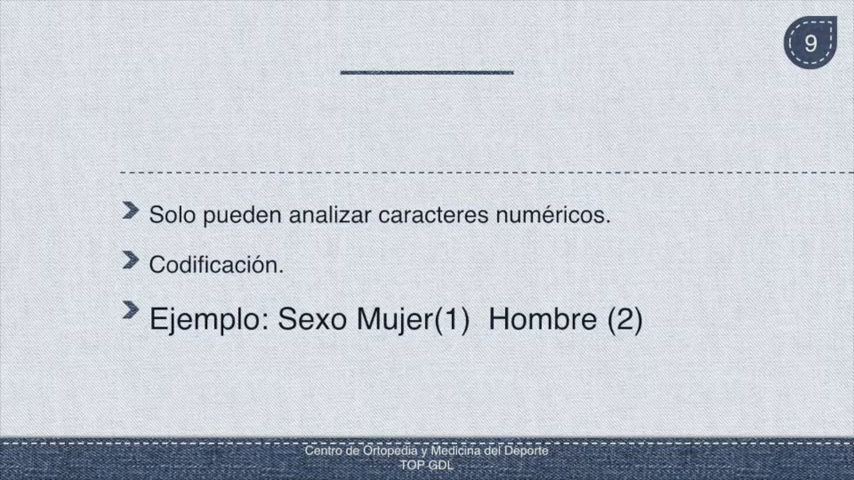 9
Solo pueden analizar caracteres numéricos.
Codificación.
Ejemplo: Sexo Mujer(1)  Hombre (2)
Centro de Ortopedia y Medicina del Deporte
TOP GDL